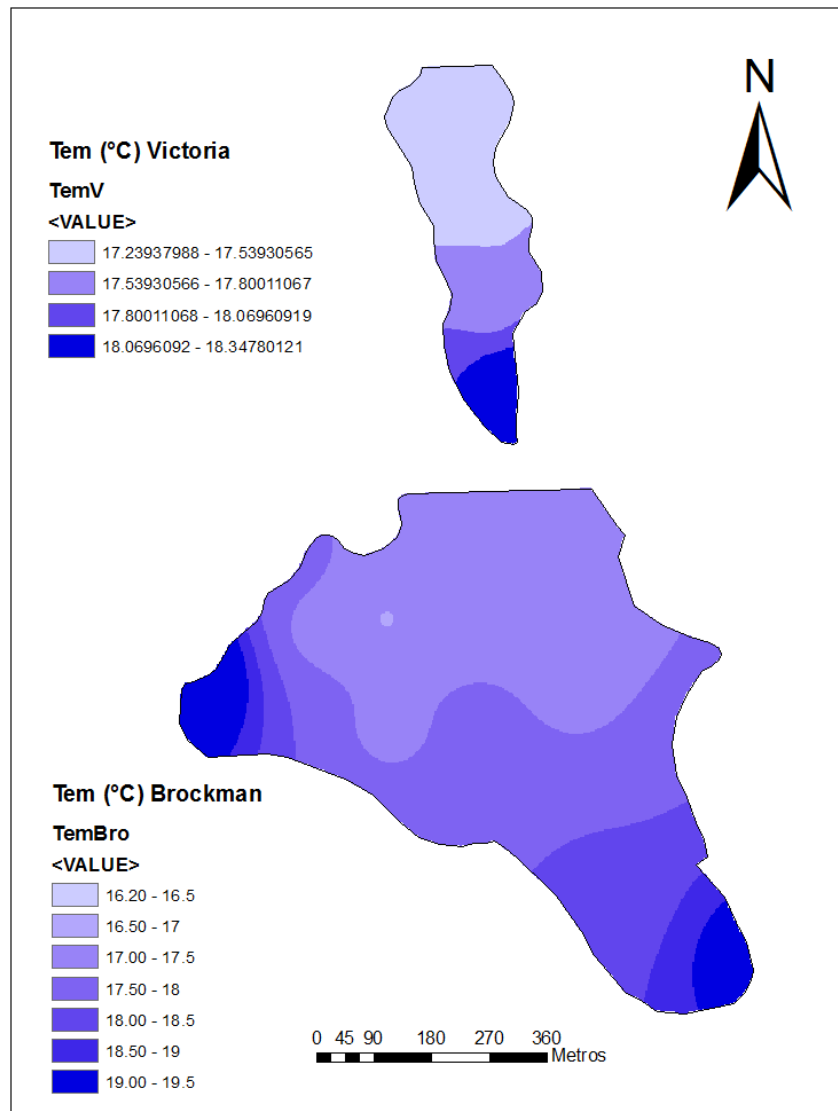 N
Tem (°C) Victoria
TemV
<VALUE>
17.23937988 - 17.53930565
17.53930566 - 17.80011067
17.80011068 - 18.06960919
18.0696092 - 18.34780121
Tem (°C) Brockman
TemBro
<VALUE>
16.20 - 16.5
16.50 - 17
17.00 - 17.5
17.50 - 18
18.00 - 18.5
18.50 - 19
19.00 - 19.5
0 45 90 180 270 360
Metros